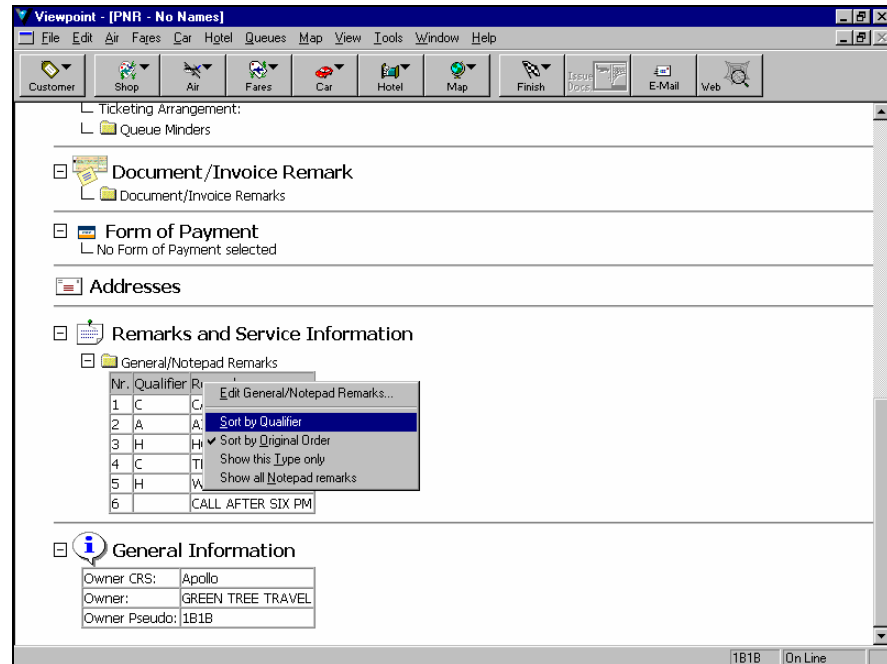 Viewpoint - [PNR - No Names]
File Edit Air Fares Car Hotel Queues Map View Tools Window Help
Customer Shop Air Fares Car Hotel Map Finish Issue Docs E-Mail Web
Ticketing Arrangement:
Queue Minders
Document/Invoice Remark
Document/Invoice Remarks
Form of Payment
No Form of Payment selected
Addresses
Remarks and Service Information
General/Notepad Remarks
Nr. Qualifier
Edit General/Notepad Remarks...
1 C
Sort by Qualifier
2 A
3 H
Sort by Original Order
4 C
Show this Type only
5 H
Show all Notepad remarks
6 CALL AFTER SIX PM
General Information
Owner CRS: Apollo
Owner: GREEN TREE TRAVEL
Owner Pseudo: 1B1B
1B1B On Line